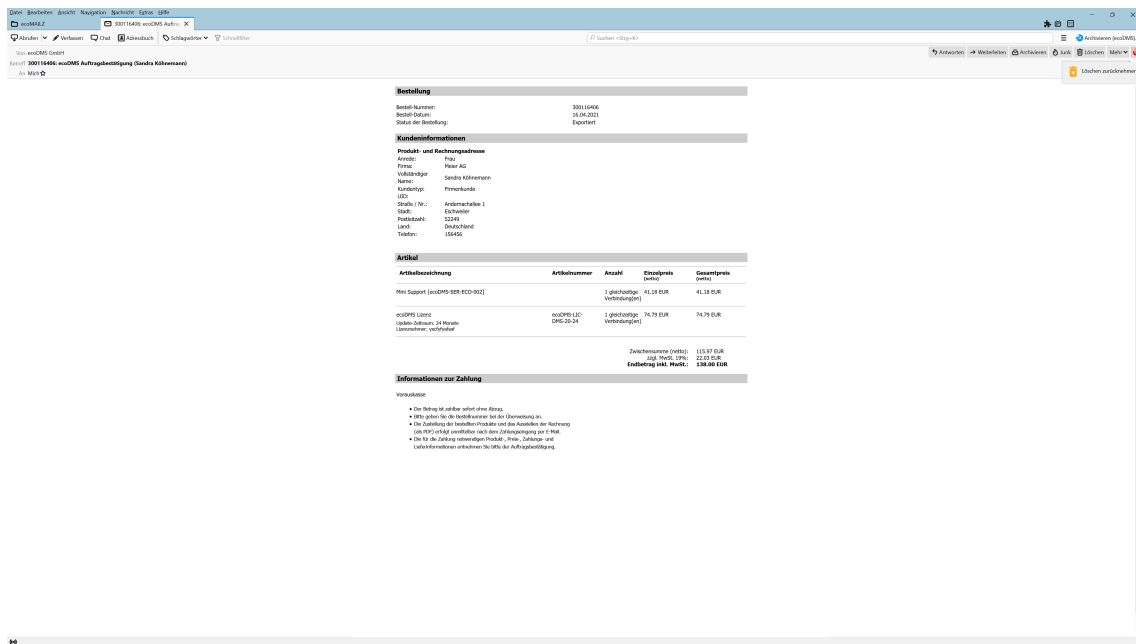 Datei Bearbeiten Ansicht Navigation Nachricht Extras Hilfe
ecoMAILZ 300116406: ecoDMS Auftra
Abrufen Verfassen Chat Adressbuch Schlagwörter Schnellfilter Suchen <Strg+K> Archivieren (ecoDMS)
Von ecoDMS GmbH Antworten Weiterleiten Archivieren Junk Löschen Mehr
Betreff 300116406: ecoDMS Auftragsbestätigung (Sandra Köhnemann)
An Mich Löschen zurücknehmen
Bestellung
Bestell-Nummer: 300116406
Bestell-Datum: 16.04.2021
Status der Bestellung: Exportiert
Kundeninformationen
Produkt- und Rechnungsadresse
Anrede: Frau
Firma: Meier AG
Vollständiger
Name: Sandra Köhnemann
Kundentyp: Firmenkunde
UID:
Straße / Nr.: Andernachallee 1
Stadt: Eschweiler
Postleitzahl: 52249
Land: Deutschland
Telefon: 156456
Artikel
Artikelbezeichnung Artikelnummer Anzahl Einzelpreis Gesamtpreis
(netto) (netto)
Mini Support [ecoDMS-SER-ECO-002] 1 gleichzeitige 41.18 EUR 41.18 EUR
Verbindung(en)
ecoDMS Lizenz ecoDMS-LIC- 1 gleichzeitige 74.79 EUR 74.79 EUR
Update-Zeitraum: 24 Monate DMS-20-24 Verbindung(en)
Lizenznehmer:
Zwischensumme (netto): 115.97 EUR
zzgl. MwSt. 19%: 22.03 EUR
Endbetrag inkl. MwSt.: 138.00 EUR
Informationen zur Zahlung
Vorauskasse
• Der Betrag ist zahlbar sofort ohne Abzug.
• Bitte geben Sie die Bestellnummer bei der Überweisung an.
• Die Zustellung der bestellten Produkte und das Ausstellen der Rechnung
(als PDF) erfolgt unmittelbar nach dem Zahlungseingang per E-Mail.
• Die für die Zahlung notwendigen Produkt-, Preis-, Zahlungs- und
Lieferinformationen entnehmen Sie bitte der Auftragsbestätigung.